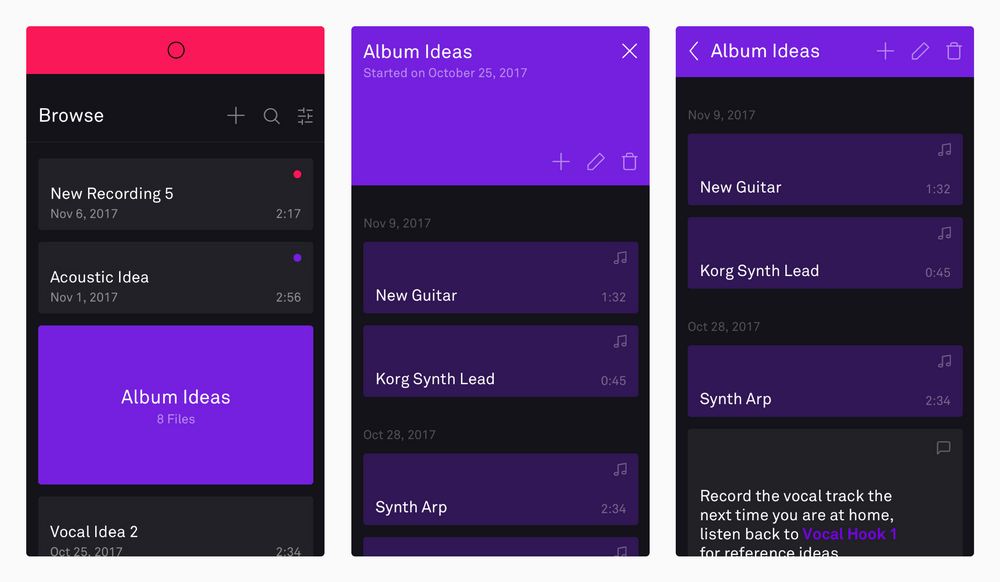 Browse
New Recording 5
Nov 6, 2017
2:17
Acoustic Idea
Nov 1, 2017
2:56
Album Ideas
8 Files
Vocal Idea 2
Oct 25, 2017
2:34
Album Ideas
Started on October 25, 2017
Nov 9, 2017
New Guitar
1:32
Korg Synth Lead
0:45
Oct 28, 2017
Synth Arp
2:34
Album Ideas
Nov 9, 2017
New Guitar
1:32
Korg Synth Lead
0:45
Oct 28, 2017
Synth Arp
2:34
Record the vocal track the
next time you are at home,
listen back to Vocal Hook 1
for reference ideas